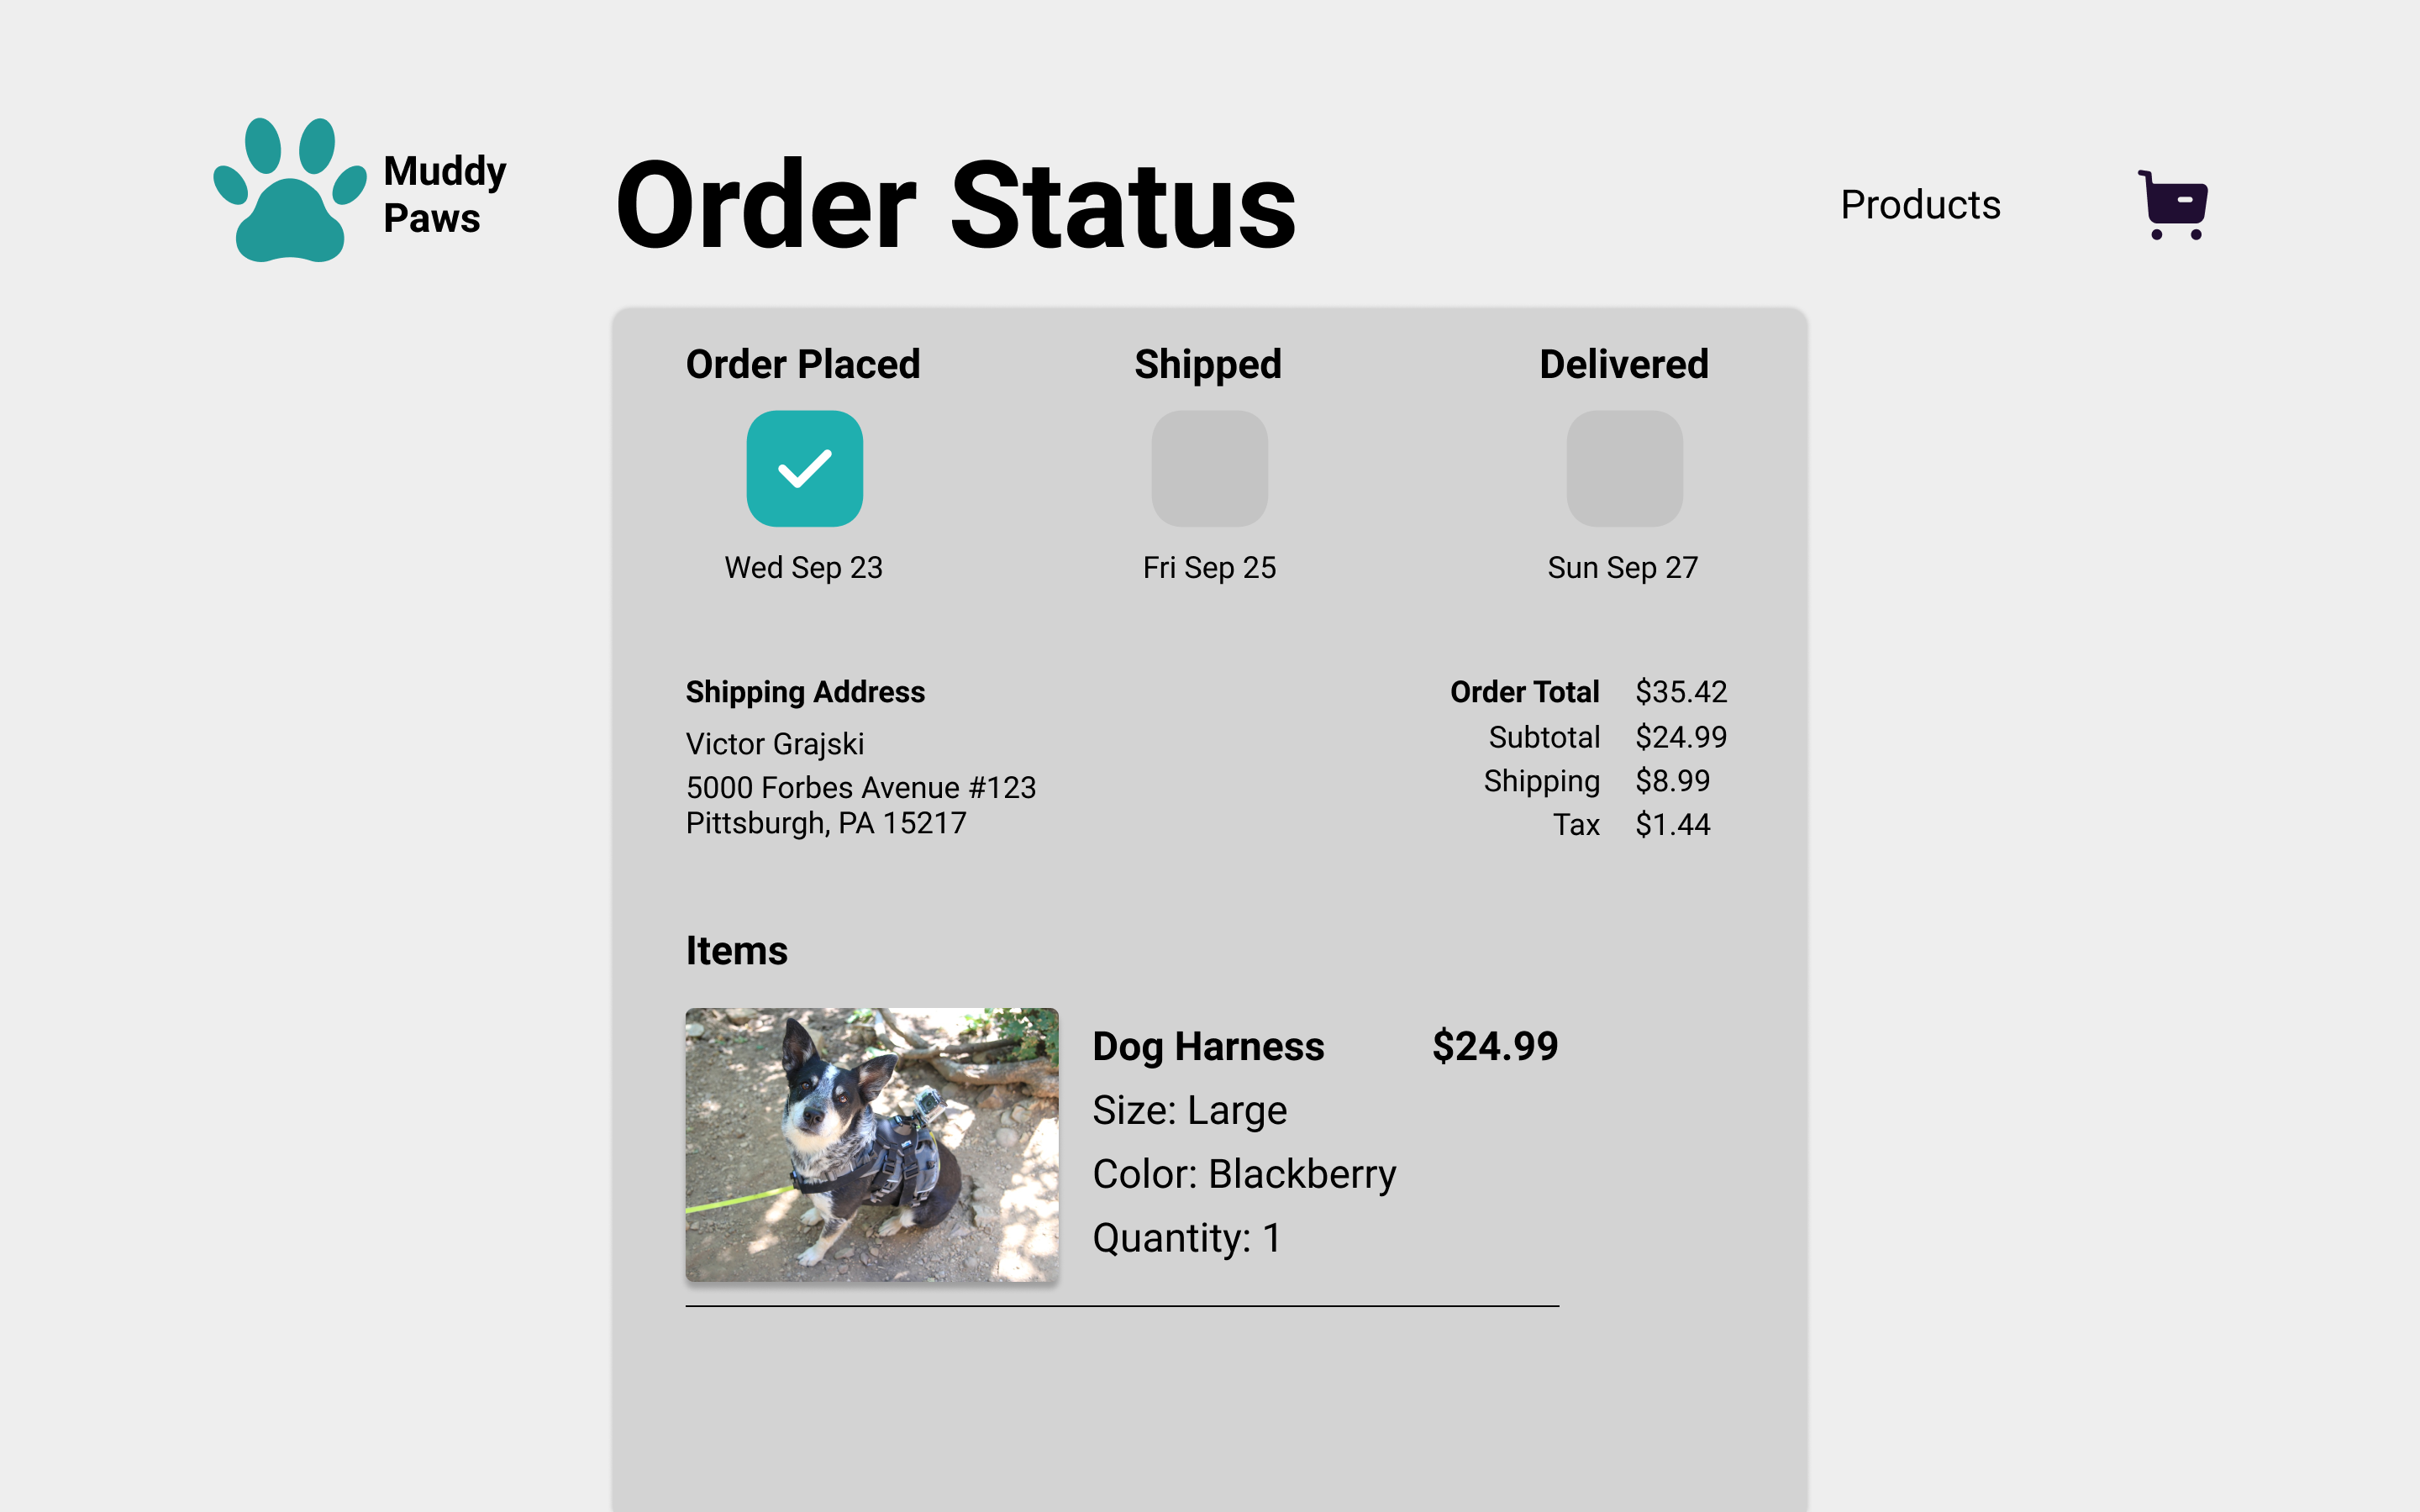 Muddy
Paws
Order Status
Products
Order Placed
Shipped
Delivered
Wed Sep 23
Fri Sep 25
Sun Sep 27
Shipping Address
Victor Grajski
5000 Forbes Avenue #123
Pittsburgh, PA 15217
Order Total $35.42
Subtotal $24.99
Shipping $8.99
Tax $1.44
Items
Dog Harness $24.99
Size: Large
Color: Blackberry
Quantity: 1